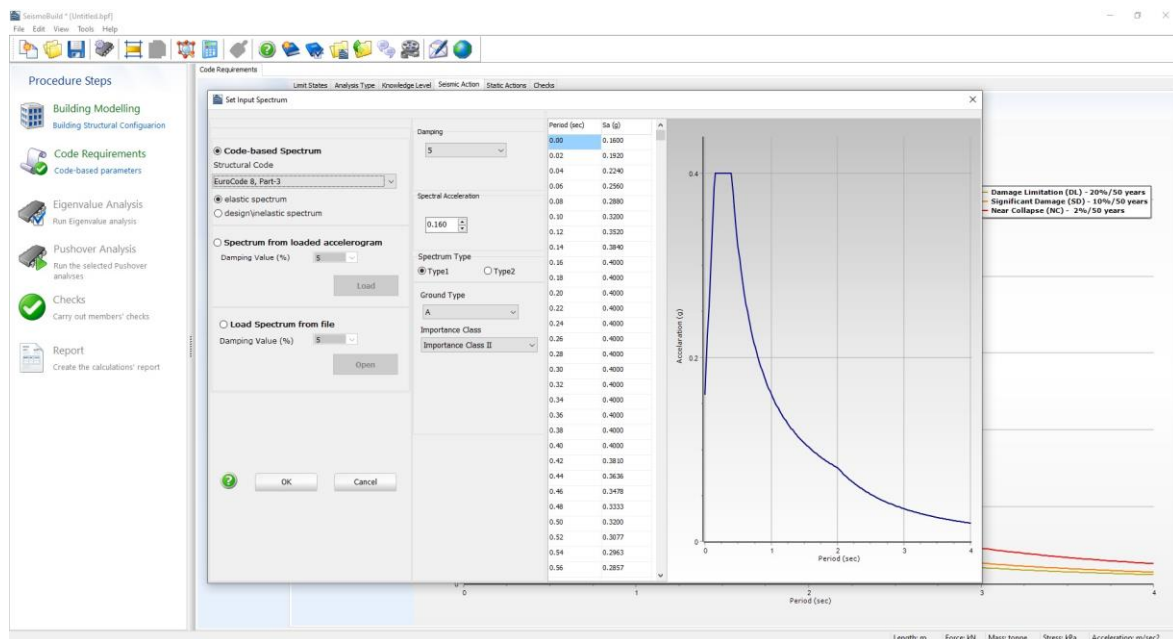 SeismoBuild * [Untitled.bpf]
File Edit View Tools Help
Procedure Steps
Building Modelling
Building Structural Configuarion
Code Requirements
Code-based parameters
Eigenvalue Analysis
Run Eigenvalue analysis
Pushover Analysis
Run the selected Pushover
analyses
Checks
Carry out members' checks
Report
Create the calculations' report
Code Requirements
Limit States Analysis Type Knowledge Level Seismic Action Static Actions Checks
Set Input Spectrum
Code-based Spectrum
Structural Code
EuroCode 8, Part-3
elastic spectrum
design\inelastic spectrum
Spectrum from loaded accelerogram
Damping Value (%) 5
Load
Load Spectrum from file
Damping Value (%) 5
Open
OK Cancel
Damping
5
Spectral Acceleration
0.160
Spectrum Type
Type1 Type2
Ground Type
A
Importance Class
Importance Class II
Period (sec) Sa (g)
0.00 0.1600
0.02 0.1920
0.04 0.2240
0.06 0.2560
0.08 0.2880
0.10 0.3200
0.12 0.3520
0.14 0.3840
0.16 0.4000
0.18 0.4000
0.20 0.4000
0.22 0.4000
0.24 0.4000
0.26 0.4000
0.28 0.4000
0.30 0.4000
0.32 0.4000
0.34 0.4000
0.36 0.4000
0.38 0.4000
0.40 0.4000
0.42 0.3810
0.44 0.3636
0.46 0.3478
0.48 0.3333
0.50 0.3200
0.52 0.3077
0.54 0.2963
0.56 0.2857
0.4
0.2
0
Acceleration (g)
0 1 2 3 4
Period (sec)
Damage Limitation (DL) - 20%/50 years
Significant Damage (SD) - 10%/50 years
Near Collapse (NC) - 2%/50 years
0
0 1 2 3 4
Period (sec)
Length: m Force: kN Mass: tonne Stress: kPa Acceleration: m/sec2